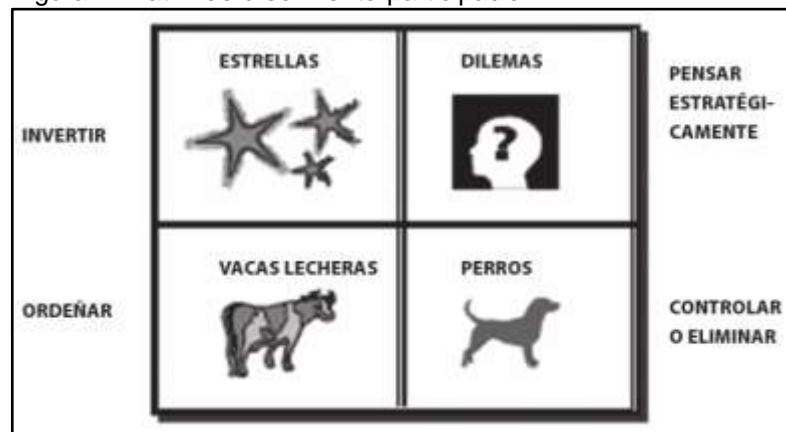 ESTRELLAS
DILEMAS
PENSAR
ESTRATÉGI-
CAMENTE
INVERTIR
?
VACAS LECHERAS
PERROS
ORDEÑAR
CONTROLAR
O ELIMINAR